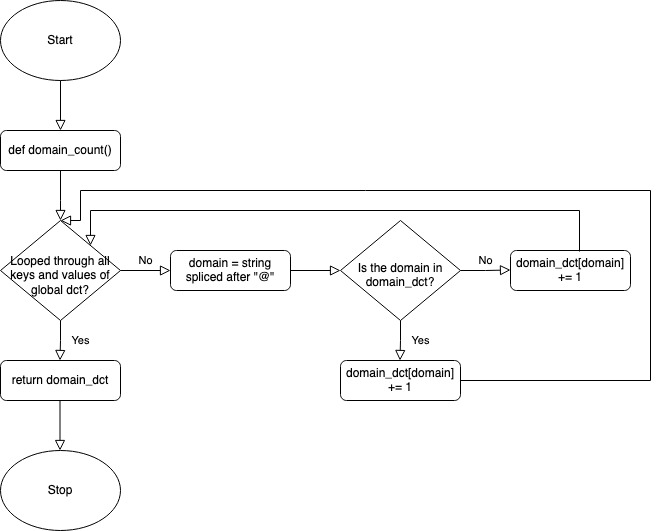 Start
def domain_count()
Looped through all
keys and values of
global dct?
No
domain = string
spliced after "@"
Is the domain in
domain_dct?
No
domain_dct[domain]
+= 1
Yes
return domain_dct
Yes
domain_dct[domain]
+= 1
Stop